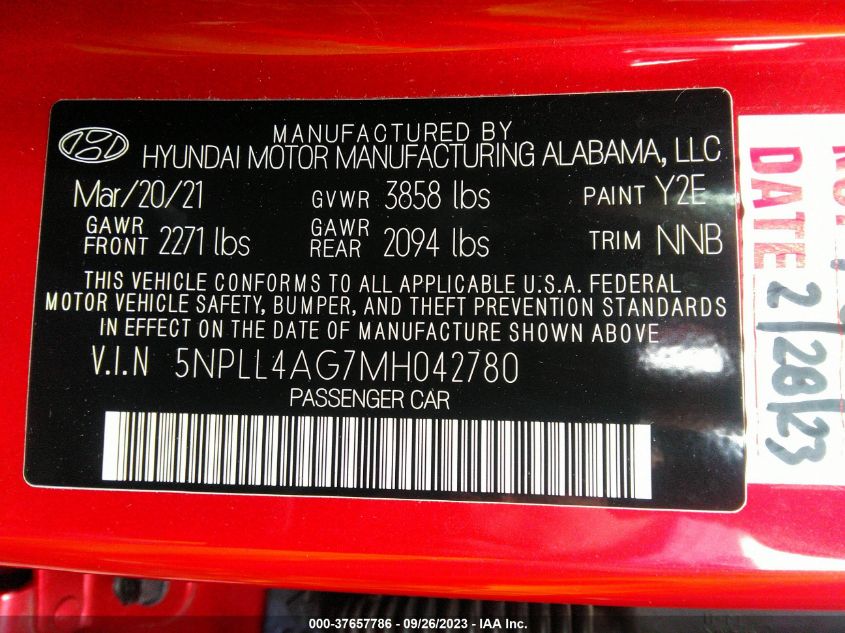 MANUFACTURED BY
HYUNDAI MOTOR MANUFACTURING ALABAMA, LLC
Mar/20/21 GVWR 3858 lbs PAINT Y2E
GAWR FRONT 2271 lbs GAWR REAR 2094 lbs TRIM NNB
THIS VEHICLE CONFORMS TO ALL APPLICABLE U.S.A. FEDERAL
MOTOR VEHICLE SAFETY, BUMPER, AND THEFT PREVENTION STANDARDS
IN EFFECT ON THE DATE OF MANUFACTURE SHOWN ABOVE
V.I.N 5NPLL4AG7MH042780
PASSENGER CAR
DATE 2/28/23
000-37657786 - 09/26/2023 - IAA Inc.